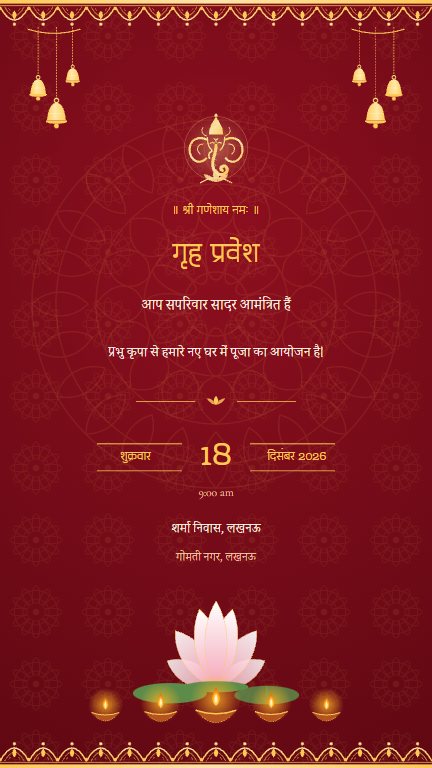 ॥ श्री गणेशाय नमः ॥
गृह प्रवेश
आप सपरिवार सादर आमंत्रित हैं
प्रभु कृपा से हमारे नए घर में पूजा का आयोजन है।
शुक्रवार 18 दिसंबर 2026
9:00 am
शर्मा निवास, लखनऊ
गोमती नगर, लखनऊ